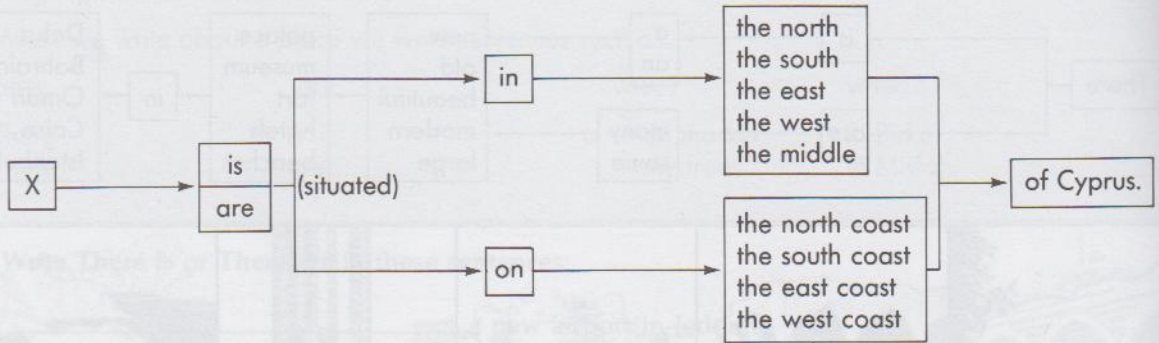 X
is
are
(situated)
in
the north
the south
the east
the west
the middle
on
the north coast
the south coast
the east coast
the west coast
of Cyprus.